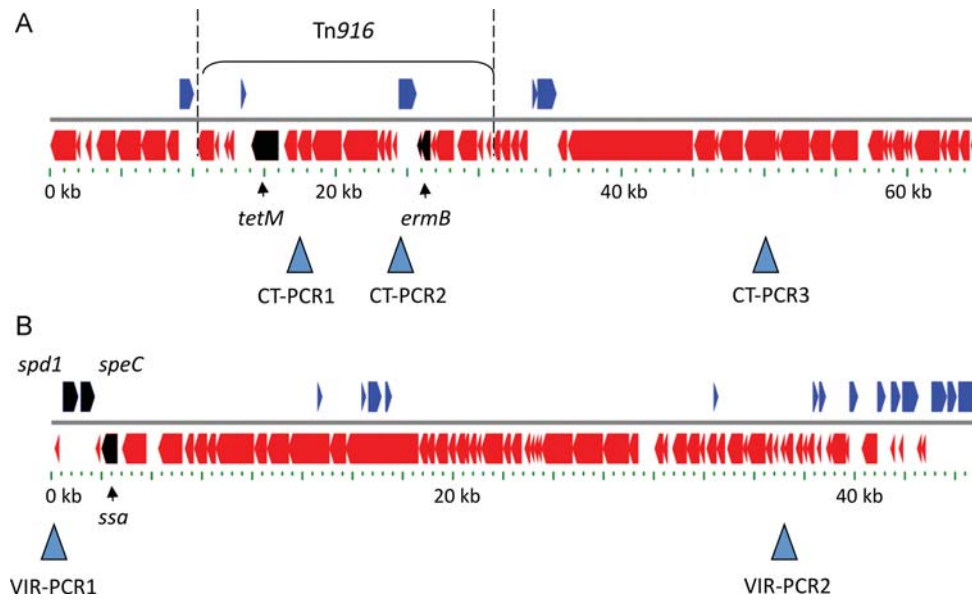 A
Tn916
0 kb 20 kb 40 kb 60 kb
tetM ermB
CT-PCR1 CT-PCR2 CT-PCR3
B
spd1 speC
0 kb 20 kb 40 kb
ssa
VIR-PCR1 VIR-PCR2